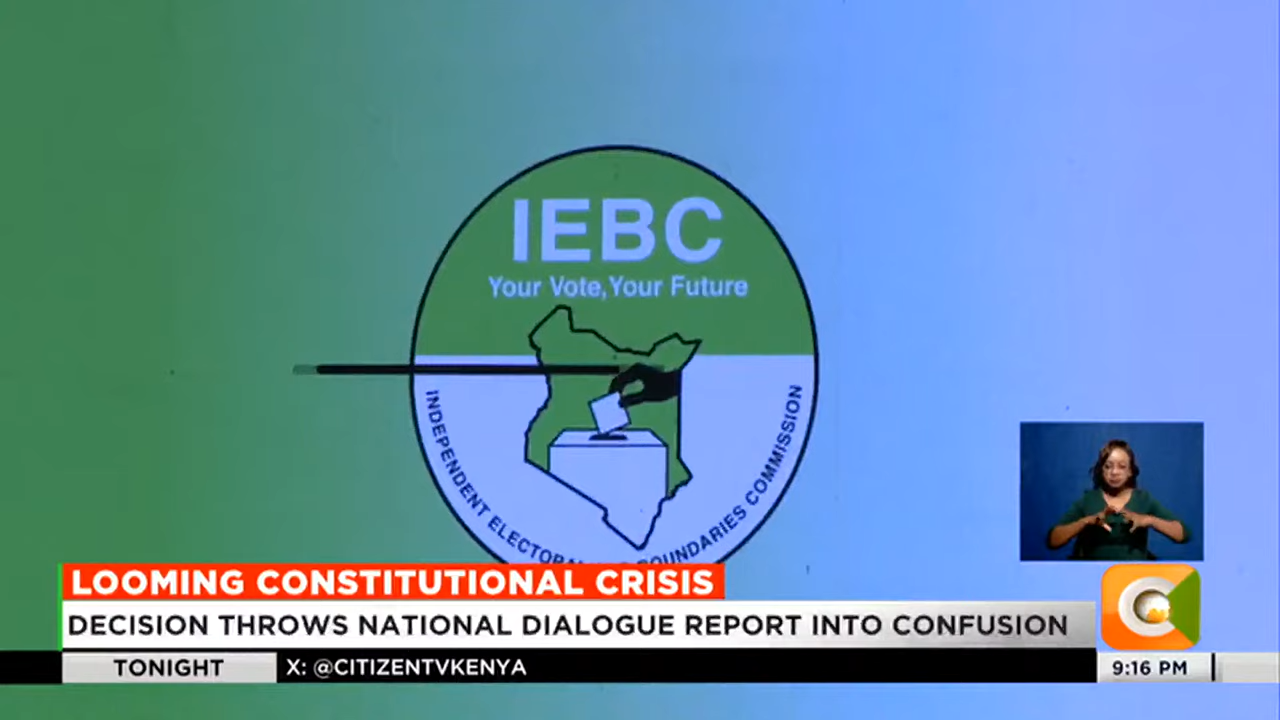 IEBC
Your Vote, Your Future
INDEPENDENT ELECTORAL BOUNDARIES COMMISSION
LOOMING CONSTITUTIONAL CRISIS
DECISION THROWS NATIONAL DIALOGUE REPORT INTO CONFUSION
TONIGHT
X: @CITIZENTVKENYA
9:16 PM